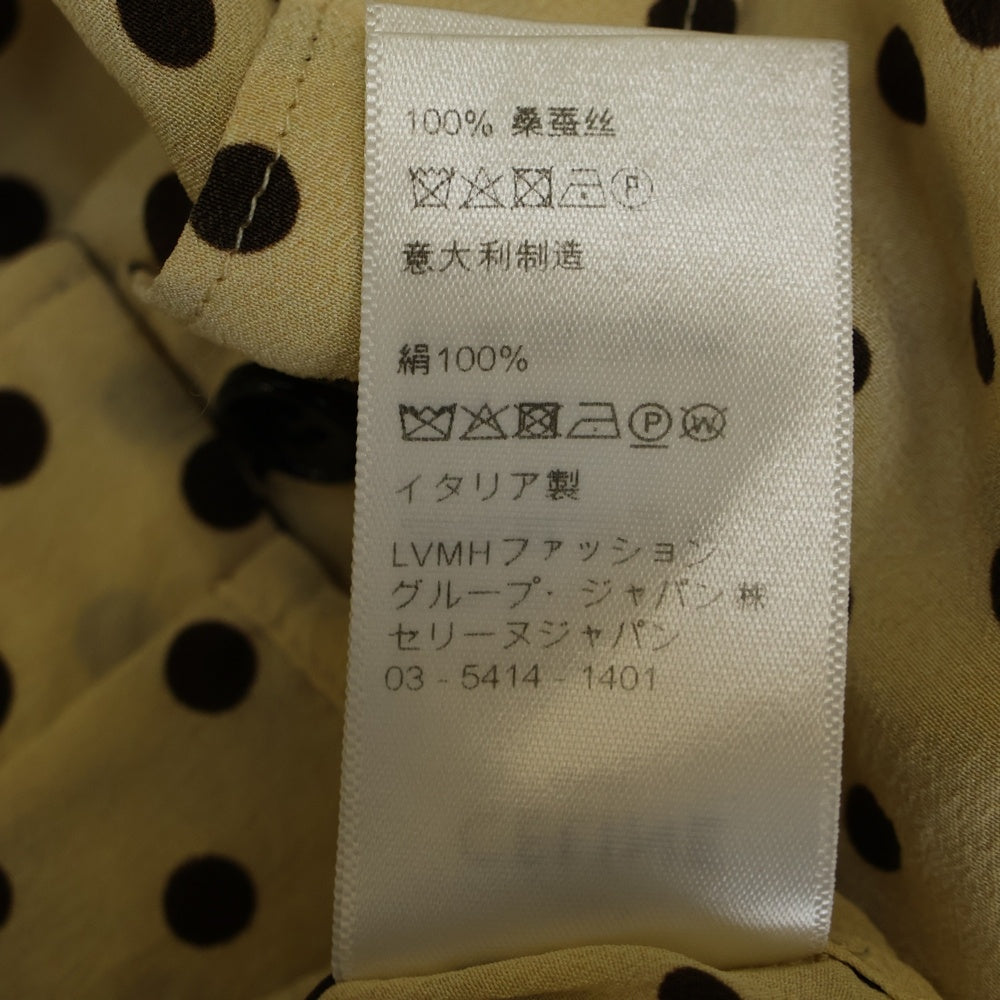 100% 桑蚕丝
P
意大利制造
絹100%
P W
イタリア製
LVMHファッション
グループ・ジャパン 株
セリーヌジャパン
03 - 5414 - 1401